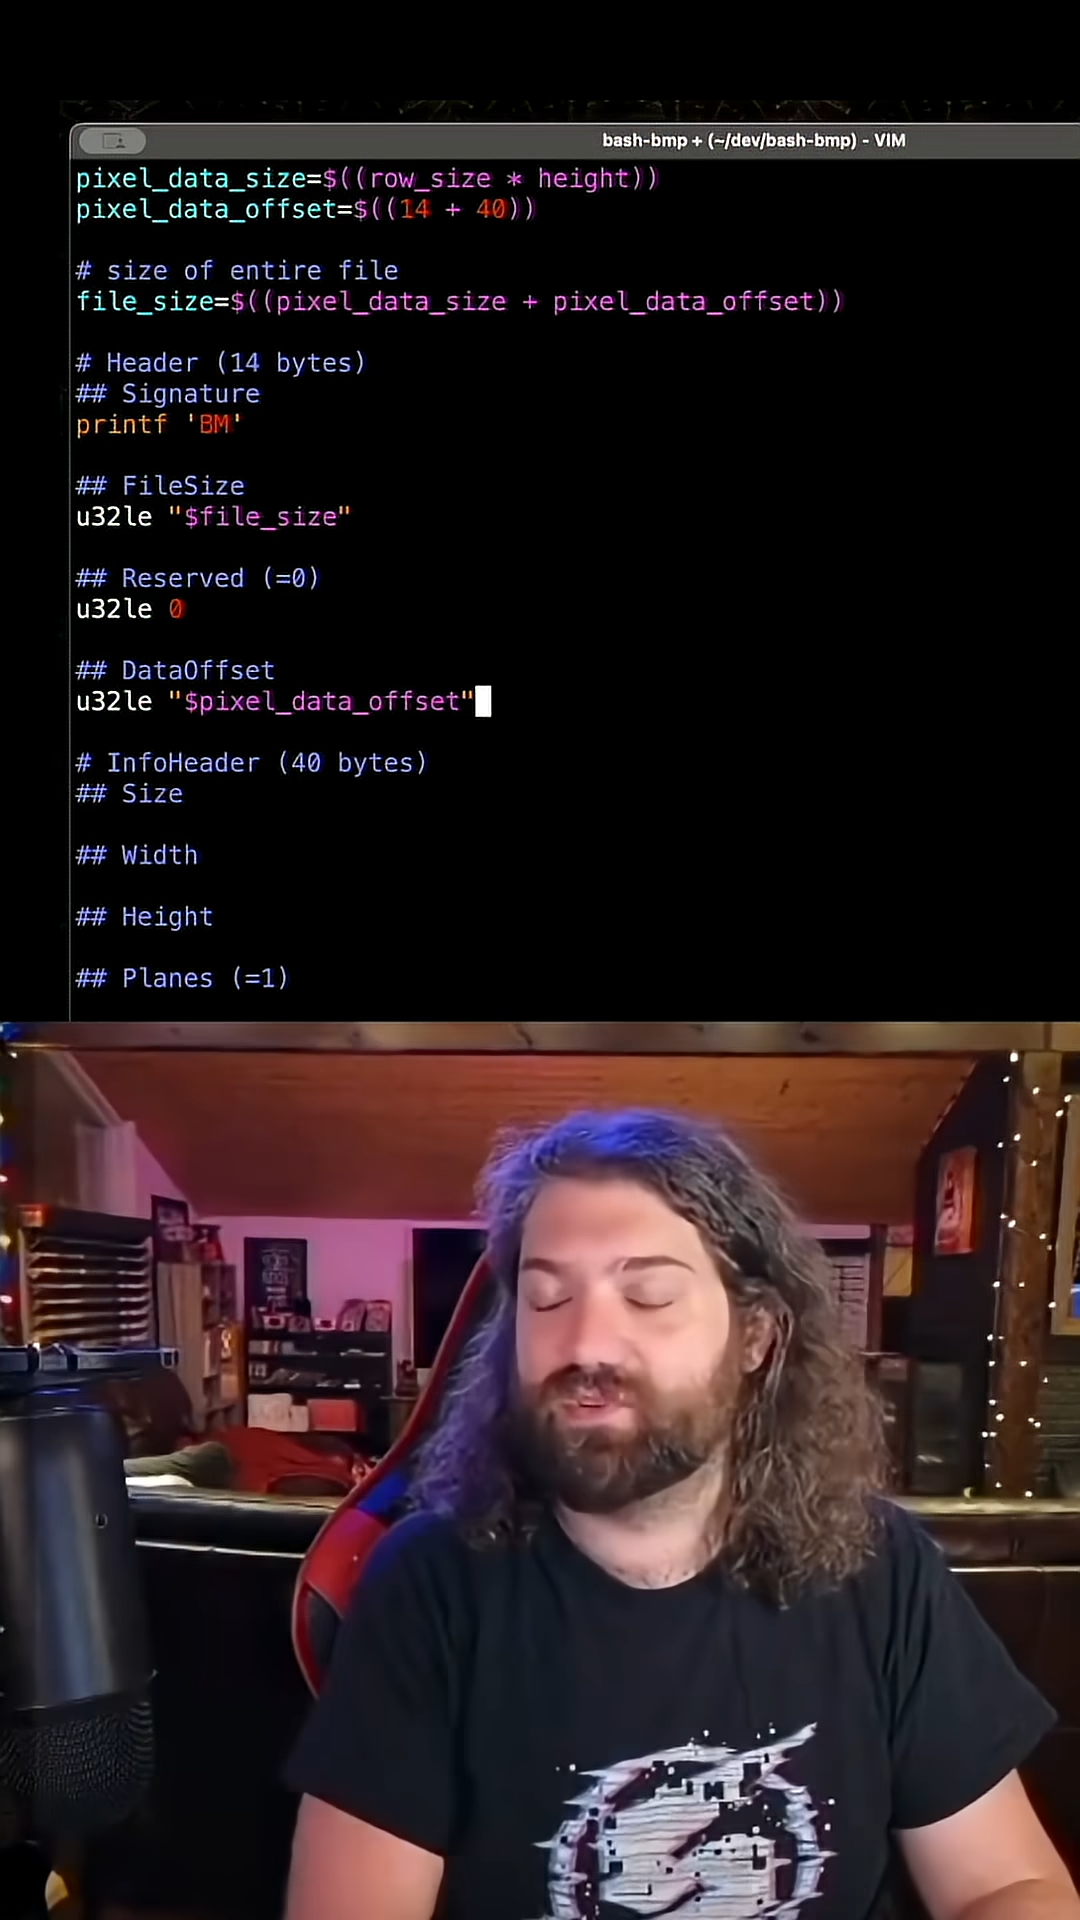 bash-bmp + (~/dev/bash-bmp) - VIM
pixel_data_size=$((row_size * height))
pixel_data_offset=$((14 + 40))
# size of entire file
file_size=$((pixel_data_size + pixel_data_offset))
# Header (14 bytes)
## Signature
printf 'BM'
## FileSize
u32le "$file_size"
## Reserved (=0)
u32le 0
## DataOffset
u32le "$pixel_data_offset"
# InfoHeader (40 bytes)
## Size
## Width
## Height
## Planes (=1)